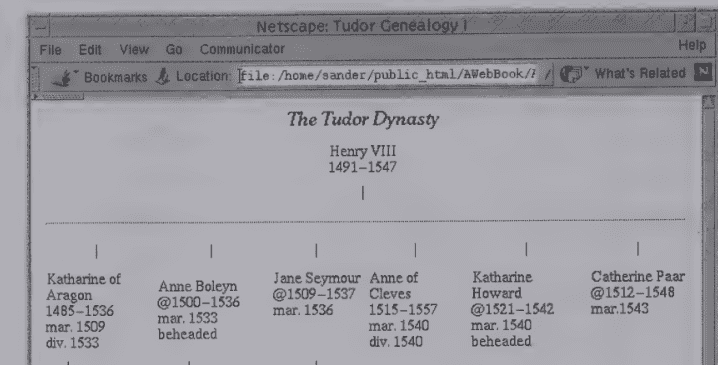 Netscape: Tudor Genealogy I
File Edit View Go Communicator Help
Bookmarks Location: file:/home/sander/public_html/AWebBook/ What's Related N
The Tudor Dynasty
Henry VIII
1491–1547
Katharine of
Aragon
1485–1536
mar. 1509
div. 1533
Anne Boleyn
@1500–1536
mar. 1533
beheaded
Jane Seymour
@1509–1537
mar. 1536
Anne of
Cleves
1515–1557
mar. 1540
div. 1540
Katharine
Howard
@1521–1542
mar. 1540
beheaded
Catherine Paar
@1512–1548
mar.1543